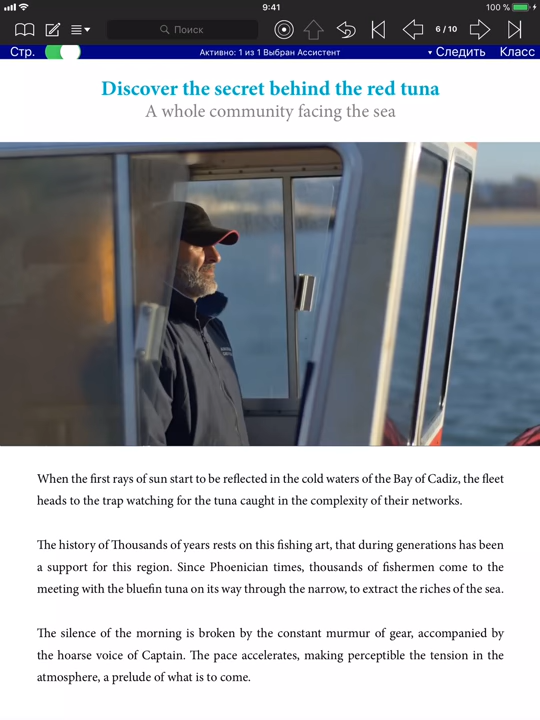 9:41
100 %
Поиск
6 / 10
Стр.
Активно: 1 из 1 Выбран Ассистент
Следить
Класс
Discover the secret behind the red tuna
A whole community facing the sea
When the first rays of sun start to be reflected in the cold waters of the Bay of Cadiz, the fleet
heads to the trap watching for the tuna caught in the complexity of their networks.
The history of Thousands of years rests on this fishing art, that during generations has been
a support for this region. Since Phoenician times, thousands of fishermen come to the
meeting with the bluefin tuna on its way through the narrow, to extract the riches of the sea.
The silence of the morning is broken by the constant murmur of gear, accompanied by
the hoarse voice of Captain. The pace accelerates, making perceptible the tension in the
atmosphere, a prelude of what is to come.